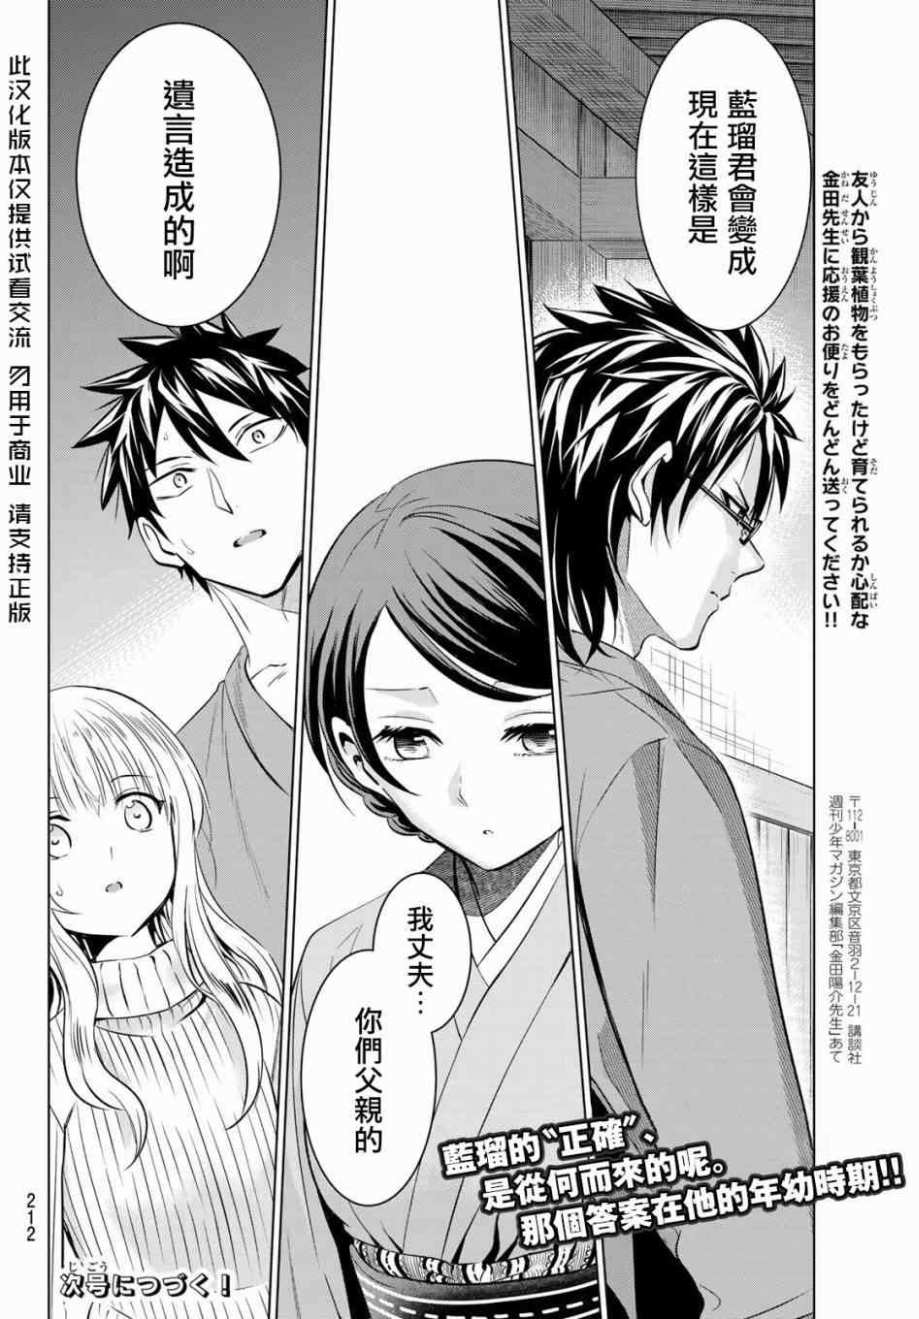 友人から観葉植物をもらったけど育てられるか心配な
金田先生に応援のお便りをどんどん送ってください!!
〒112-8001 東京都文京区音羽2-12-21 講談社
週刊少年マガジン編集部「金田陽介先生」あて
藍瑠君會變成
現在這樣是
我丈夫…
你們父親的
遺言造成的啊
藍瑠的〝正確〞、
是從何而來的呢。
那個答案在他的年幼時期!!
次号につづく!
212
此汉化版本仅提供试看交流 勿用于商业 请支持正版